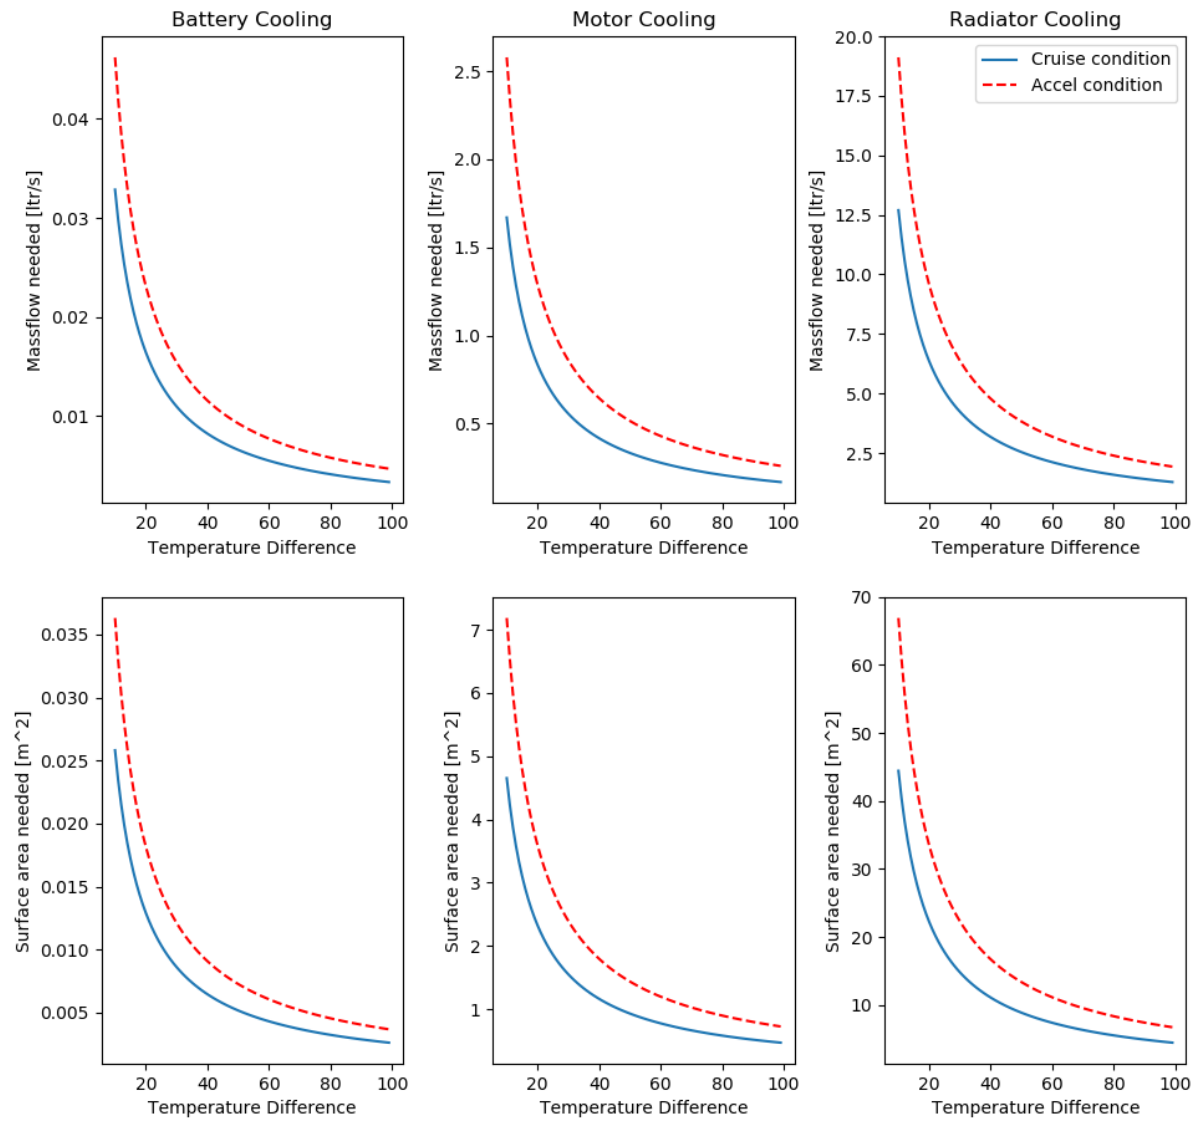 Battery Cooling
Motor Cooling
Radiator Cooling
Massflow needed [ltr/s]
0.04
0.03
0.02
0.01
20 40 60 80 100
Temperature Difference
Massflow needed [ltr/s]
2.5
2.0
1.5
1.0
0.5
20 40 60 80 100
Temperature Difference
Massflow needed [ltr/s]
20.0
17.5
15.0
12.5
10.0
7.5
5.0
2.5
Cruise condition
Accel condition
20 40 60 80 100
Temperature Difference
Surface area needed [m^2]
0.035
0.030
0.025
0.020
0.015
0.010
0.005
20 40 60 80 100
Temperature Difference
Surface area needed [m^2]
7
6
5
4
3
2
1
20 40 60 80 100
Temperature Difference
Surface area needed [m^2]
70
60
50
40
30
20
10
20 40 60 80 100
Temperature Difference